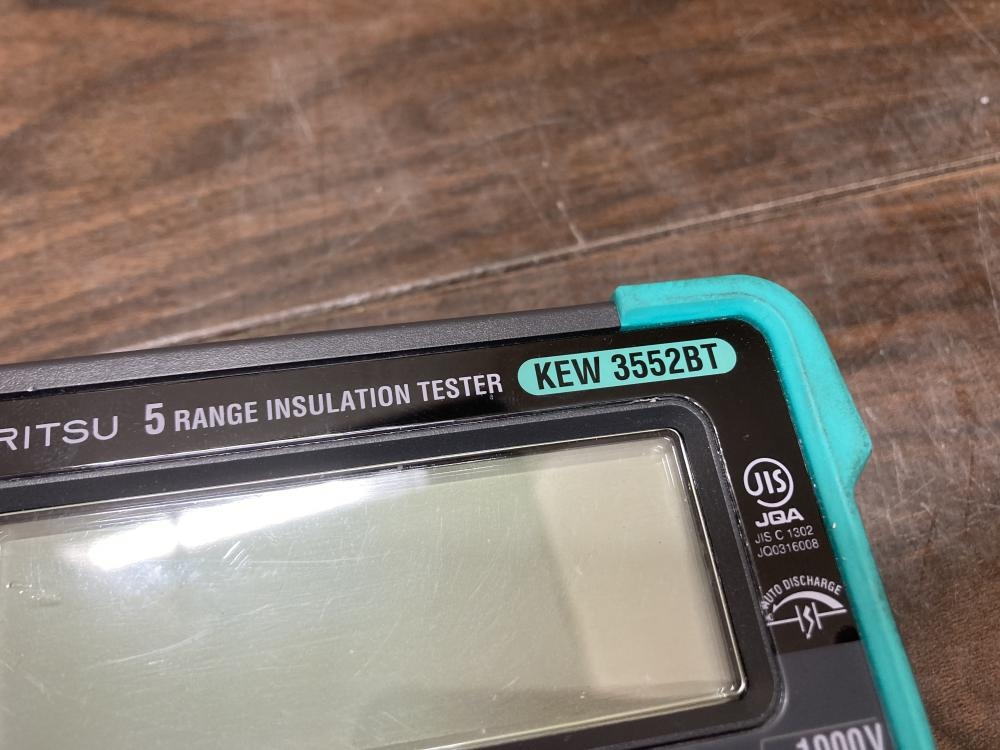 RITSU 5 RANGE INSULATION TESTER KEW 3552BT
JIS
JQA
JIS C 1302
JQ0316008
AUTO DISCHARGE
1000V